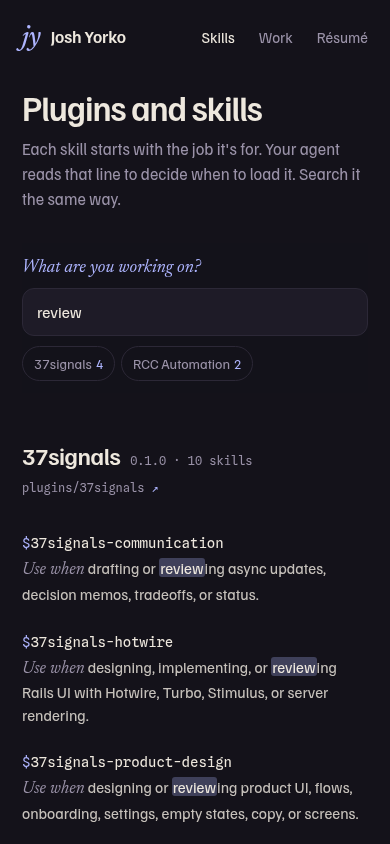 jy Josh Yorko Skills Work Résumé
Plugins and skills
Each skill starts with the job it's for. Your agent
reads that line to decide when to load it. Search it
the same way.
What are you working on?
review
37signals 4 RCC Automation 2
37signals 0.1.0 · 10 skills
plugins/37signals ↗
$37signals-communication
Use when drafting or reviewing async updates,
decision memos, tradeoffs, or status.
$37signals-hotwire
Use when designing, implementing, or reviewing
Rails UI with Hotwire, Turbo, Stimulus, or server
rendering.
$37signals-product-design
Use when designing or reviewing product UI, flows,
onboarding, settings, empty states, copy, or screens.